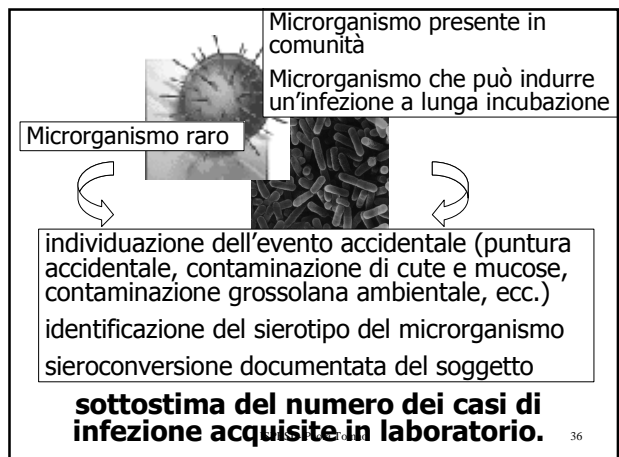 Microrganismo presente in
comunità
Microrganismo che può indurre
un'infezione a lunga incubazione
Microrganismo raro
individuazione dell'evento accidentale (puntura
accidentale, contaminazione di cute e mucose,
contaminazione grossolana ambientale, ecc.)
identificazione del sierotipo del microrganismo
sieroconversione documentata del soggetto
sottostima del numero dei casi di
infezione acquisite in laboratorio.
36